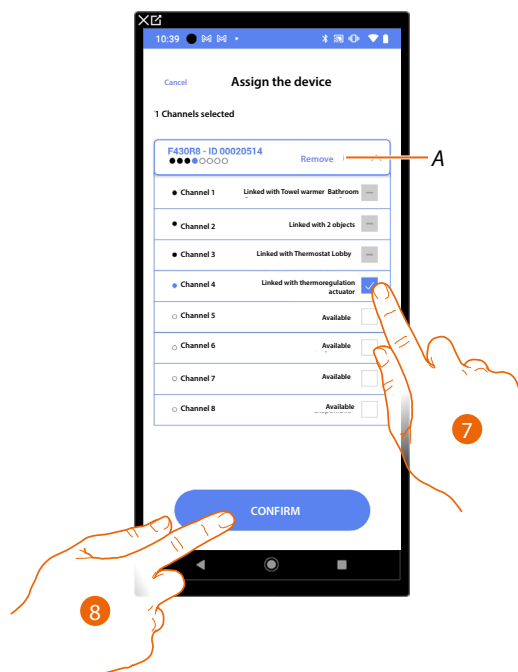 10:39
Cancel
Assign the device
1 Channels selected
F430R8 - ID 00020514
Remove
A
Channel 1 Linked with Towel warmer Bathroom
Channel 2 Linked with 2 objects
Channel 3 Linked with Thermostat Lobby
Channel 4 Linked with thermoregulation
actuator
Channel 5 Available
Channel 6 Available
Channel 7 Available
Channel 8 Available
7
CONFIRM
8